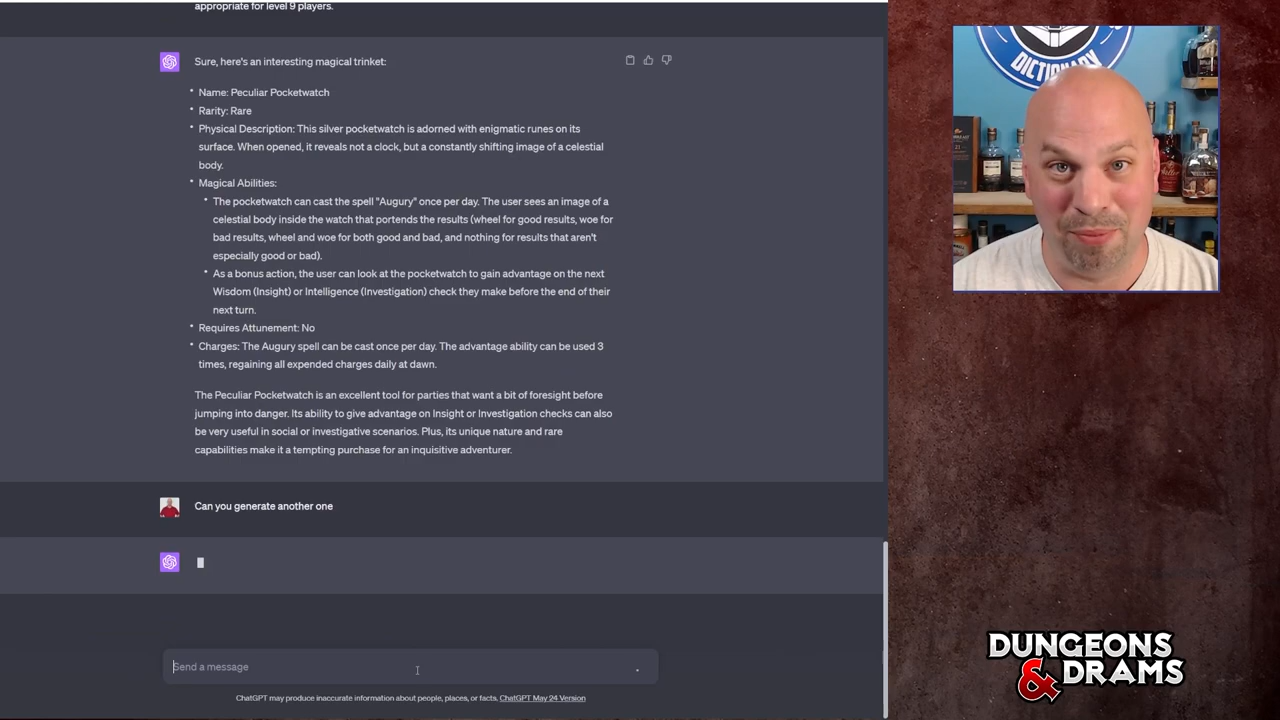 appropriate for level 9 players.
Sure, here's an interesting magical trinket:
• Name: Peculiar Pocketwatch
• Rarity: Rare
• Physical Description: This silver pocketwatch is adorned with enigmatic runes on its
surface. When opened, it reveals not a clock, but a constantly shifting image of a celestial
body.
• Magical Abilities:
• The pocketwatch can cast the spell "Augury" once per day. The user sees an image of a
celestial body inside the watch that portends the results (wheel for good results, woe for
bad results, wheel and woe for both good and bad, and nothing for results that aren't
especially good or bad).
• As a bonus action, the user can look at the pocketwatch to gain advantage on the next
Wisdom (Insight) or Intelligence (Investigation) check they make before the end of their
next turn.
• Requires Attunement: No
• Charges: The Augury spell can be cast once per day. The advantage ability can be used 3
times, regaining all expended charges daily at dawn.
The Peculiar Pocketwatch is an excellent tool for parties that want a bit of foresight before
jumping into danger. Its ability to give advantage on Insight or Investigation checks can also
be very useful in social or investigative scenarios. Plus, its unique nature and rare
capabilities make it a tempting purchase for an inquisitive adventurer.
Can you generate another one
Send a message
ChatGPT may produce inaccurate information about people, places, or facts. ChatGPT May 24 Version
DICTIONARY
DUNGEONS
& DRAMS